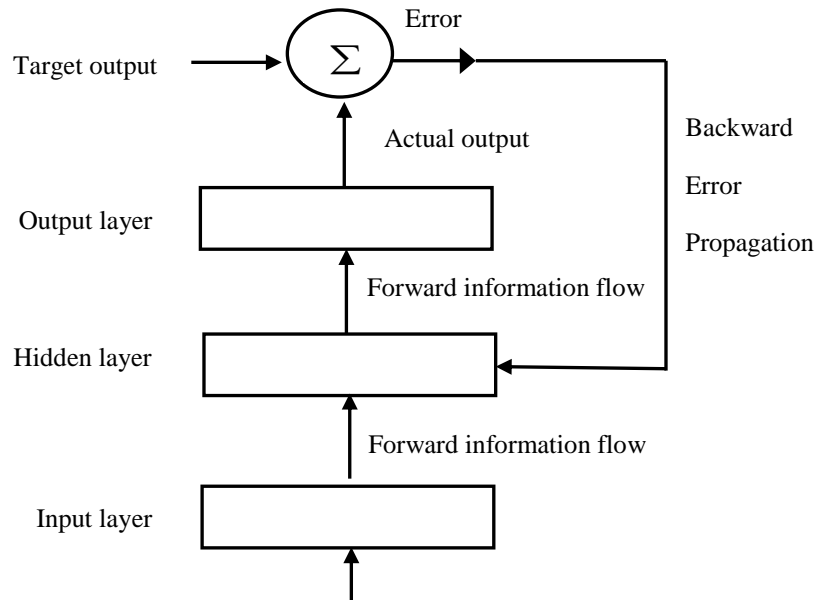 Error
Target output
Σ
Actual output
Backward
Error
Propagation
Output layer
Forward information flow
Hidden layer
Forward information flow
Input layer